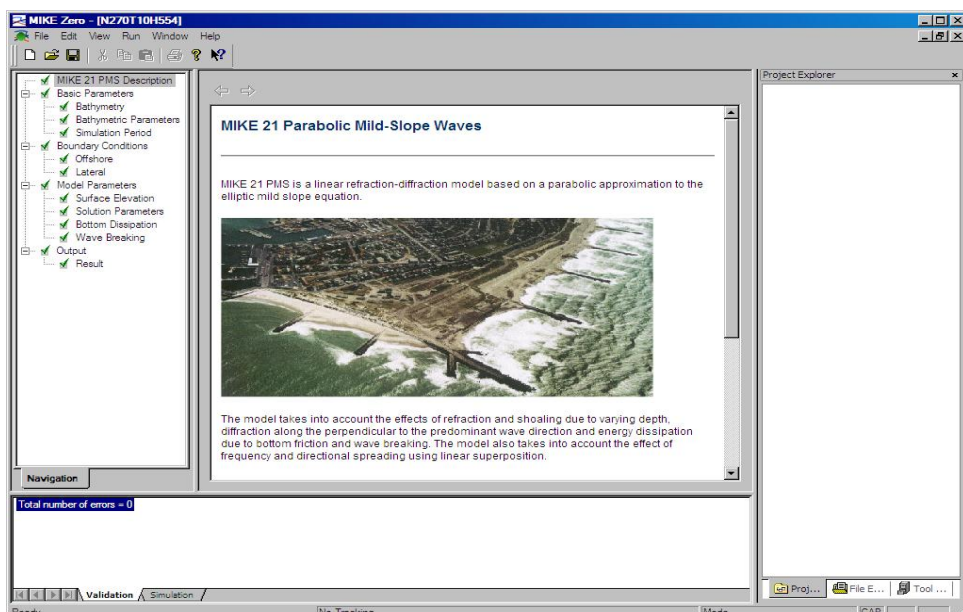 MIKE Zero - [N270T10H554]
File Edit View Run Window Help
MIKE 21 PMS Description
Basic Parameters
Bathymetry
Bathymetric Parameters
Simulation Period
Boundary Conditions
Offshore
Lateral
Model Parameters
Surface Elevation
Solution Parameters
Bottom Dissipation
Wave Breaking
Output
Result
Navigation
MIKE 21 Parabolic Mild-Slope Waves
MIKE 21 PMS is a linear refraction-diffraction model based on a parabolic approximation to the
elliptic mild slope equation.
The model takes into account the effects of refraction and shoaling due to varying depth,
diffraction along the perpendicular to the predominant wave direction and energy dissipation
due to bottom friction and wave breaking. The model also takes into account the effect of
frequency and directional spreading using linear superposition.
Project Explorer
Proj... File E... Tool ...
Total number of errors = 0
Validation Simulation
Ready No Tracking Mode CAP